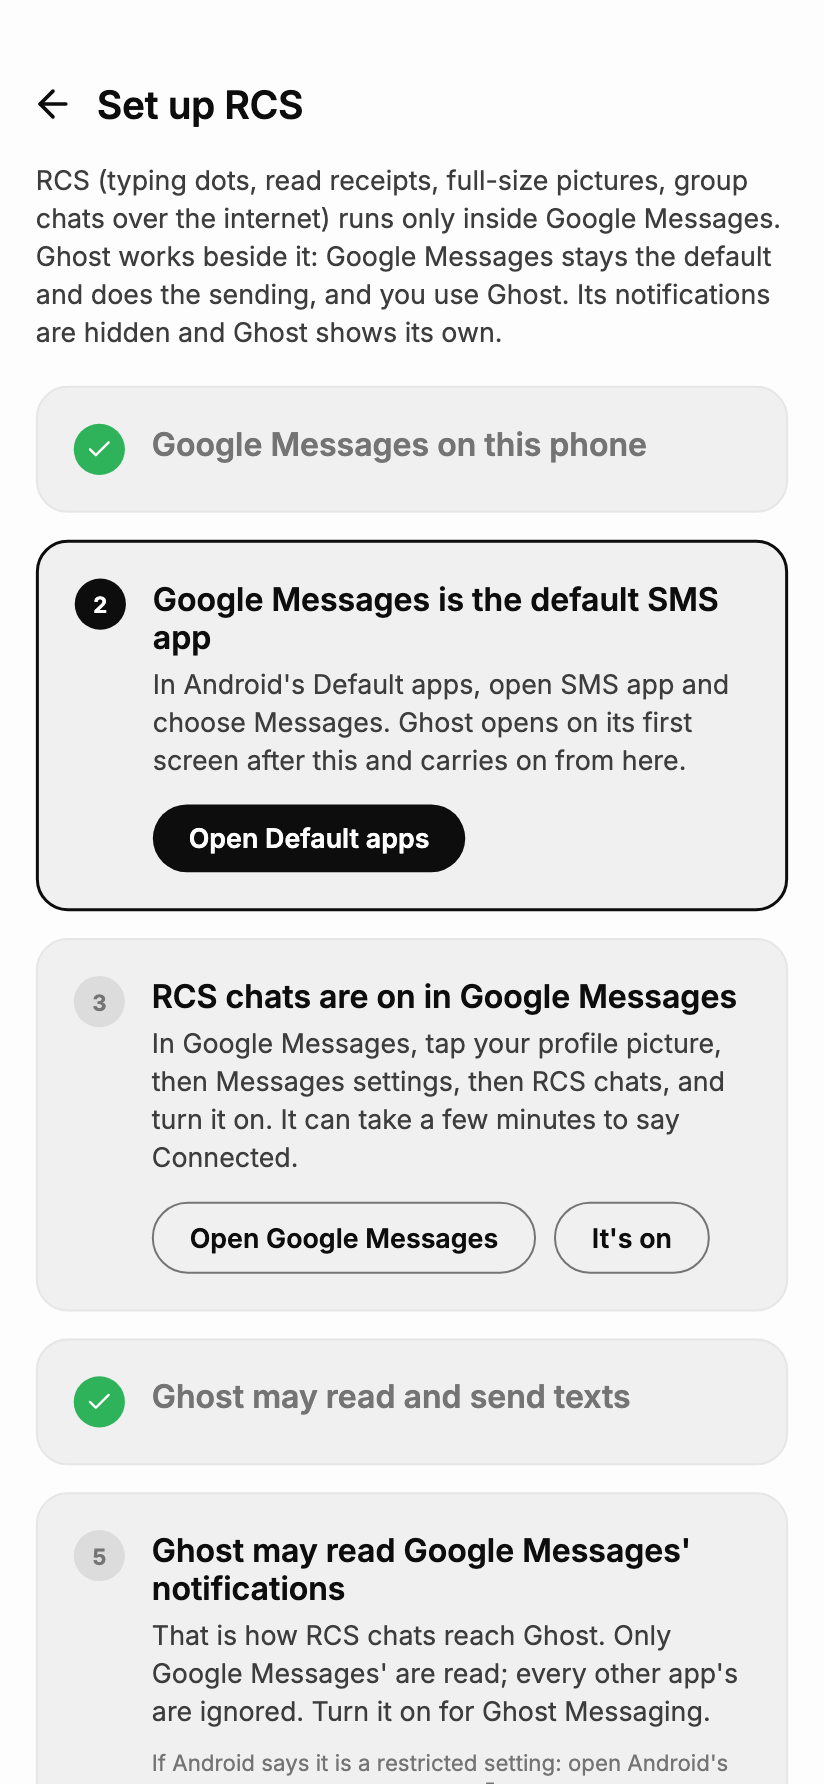 Set up RCS
RCS (typing dots, read receipts, full-size pictures, group
chats over the internet) runs only inside Google Messages.
Ghost works beside it: Google Messages stays the default
and does the sending, and you use Ghost. Its notifications
are hidden and Ghost shows its own.
Google Messages on this phone
2
Google Messages is the default SMS
app
In Android's Default apps, open SMS app and
choose Messages. Ghost opens on its first
screen after this and carries on from here.
Open Default apps
3
RCS chats are on in Google Messages
In Google Messages, tap your profile picture,
then Messages settings, then RCS chats, and
turn it on. It can take a few minutes to say
Connected.
Open Google Messages
It's on
Ghost may read and send texts
5
Ghost may read Google Messages'
notifications
That is how RCS chats reach Ghost. Only
Google Messages' are read; every other app's
are ignored. Turn it on for Ghost Messaging.
If Android says it is a restricted setting: open Android's